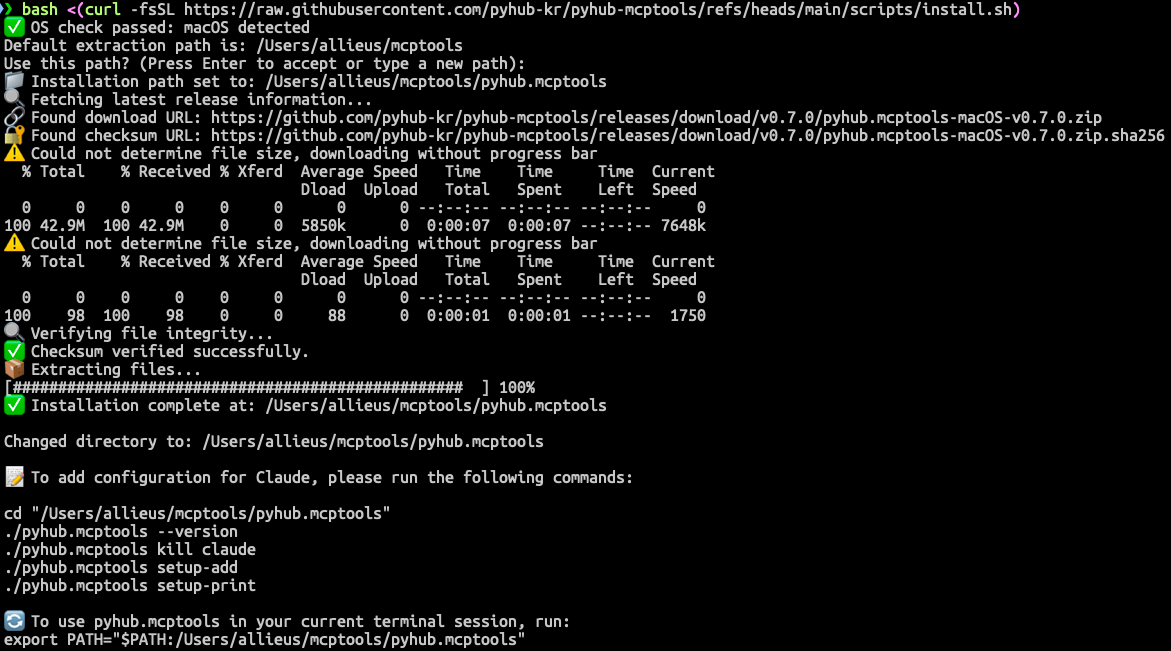 bash <(curl -fsSL https://raw.githubusercontent.com/pyhub-kr/pyhub-mcptools/refs/heads/main/scripts/install.sh)
✅ OS check passed: macOS detected
Default extraction path is: /Users/allieus/mcptools
Use this path? (Press Enter to accept or type a new path):
📁 Installation path set to: /Users/allieus/mcptools/pyhub.mcptools
🔍 Fetching latest release information...
🔗 Found download URL: https://github.com/pyhub-kr/pyhub-mcptools/releases/download/v0.7.0/pyhub.mcptools-macOS-v0.7.0.zip
🔐 Found checksum URL: https://github.com/pyhub-kr/pyhub-mcptools/releases/download/v0.7.0/pyhub.mcptools-macOS-v0.7.0.zip.sha256
⚠️ Could not determine file size, downloading without progress bar
  % Total    % Received % Xferd  Average Speed   Time    Time     Time  Current
                                 Dload  Upload   Total   Spent    Left  Speed
  0     0    0     0    0     0      0      0 --:--:-- --:--:-- --:--:--     0
100 42.9M  100 42.9M    0     0  5850k      0  0:00:07  0:00:07 --:--:-- 7648k
⚠️ Could not determine file size, downloading without progress bar
  % Total    % Received % Xferd  Average Speed   Time    Time     Time  Current
                                 Dload  Upload   Total   Spent    Left  Speed
  0     0    0     0    0     0      0      0 --:--:-- --:--:-- --:--:--     0
100    98  100    98    0     0     88      0  0:00:01  0:00:01 --:--:--  1750
🔍 Verifying file integrity...
✅ Checksum verified successfully.
📦 Extracting files...
[##################################################  ] 100%
✅ Installation complete at: /Users/allieus/mcptools/pyhub.mcptools
Changed directory to: /Users/allieus/mcptools/pyhub.mcptools
📝 To add configuration for Claude, please run the following commands:
cd "/Users/allieus/mcptools/pyhub.mcptools"
./pyhub.mcptools --version
./pyhub.mcptools kill claude
./pyhub.mcptools setup-add
./pyhub.mcptools setup-print
🔄 To use pyhub.mcptools in your current terminal session, run:
export PATH="$PATH:/Users/allieus/mcptools/pyhub.mcptools"